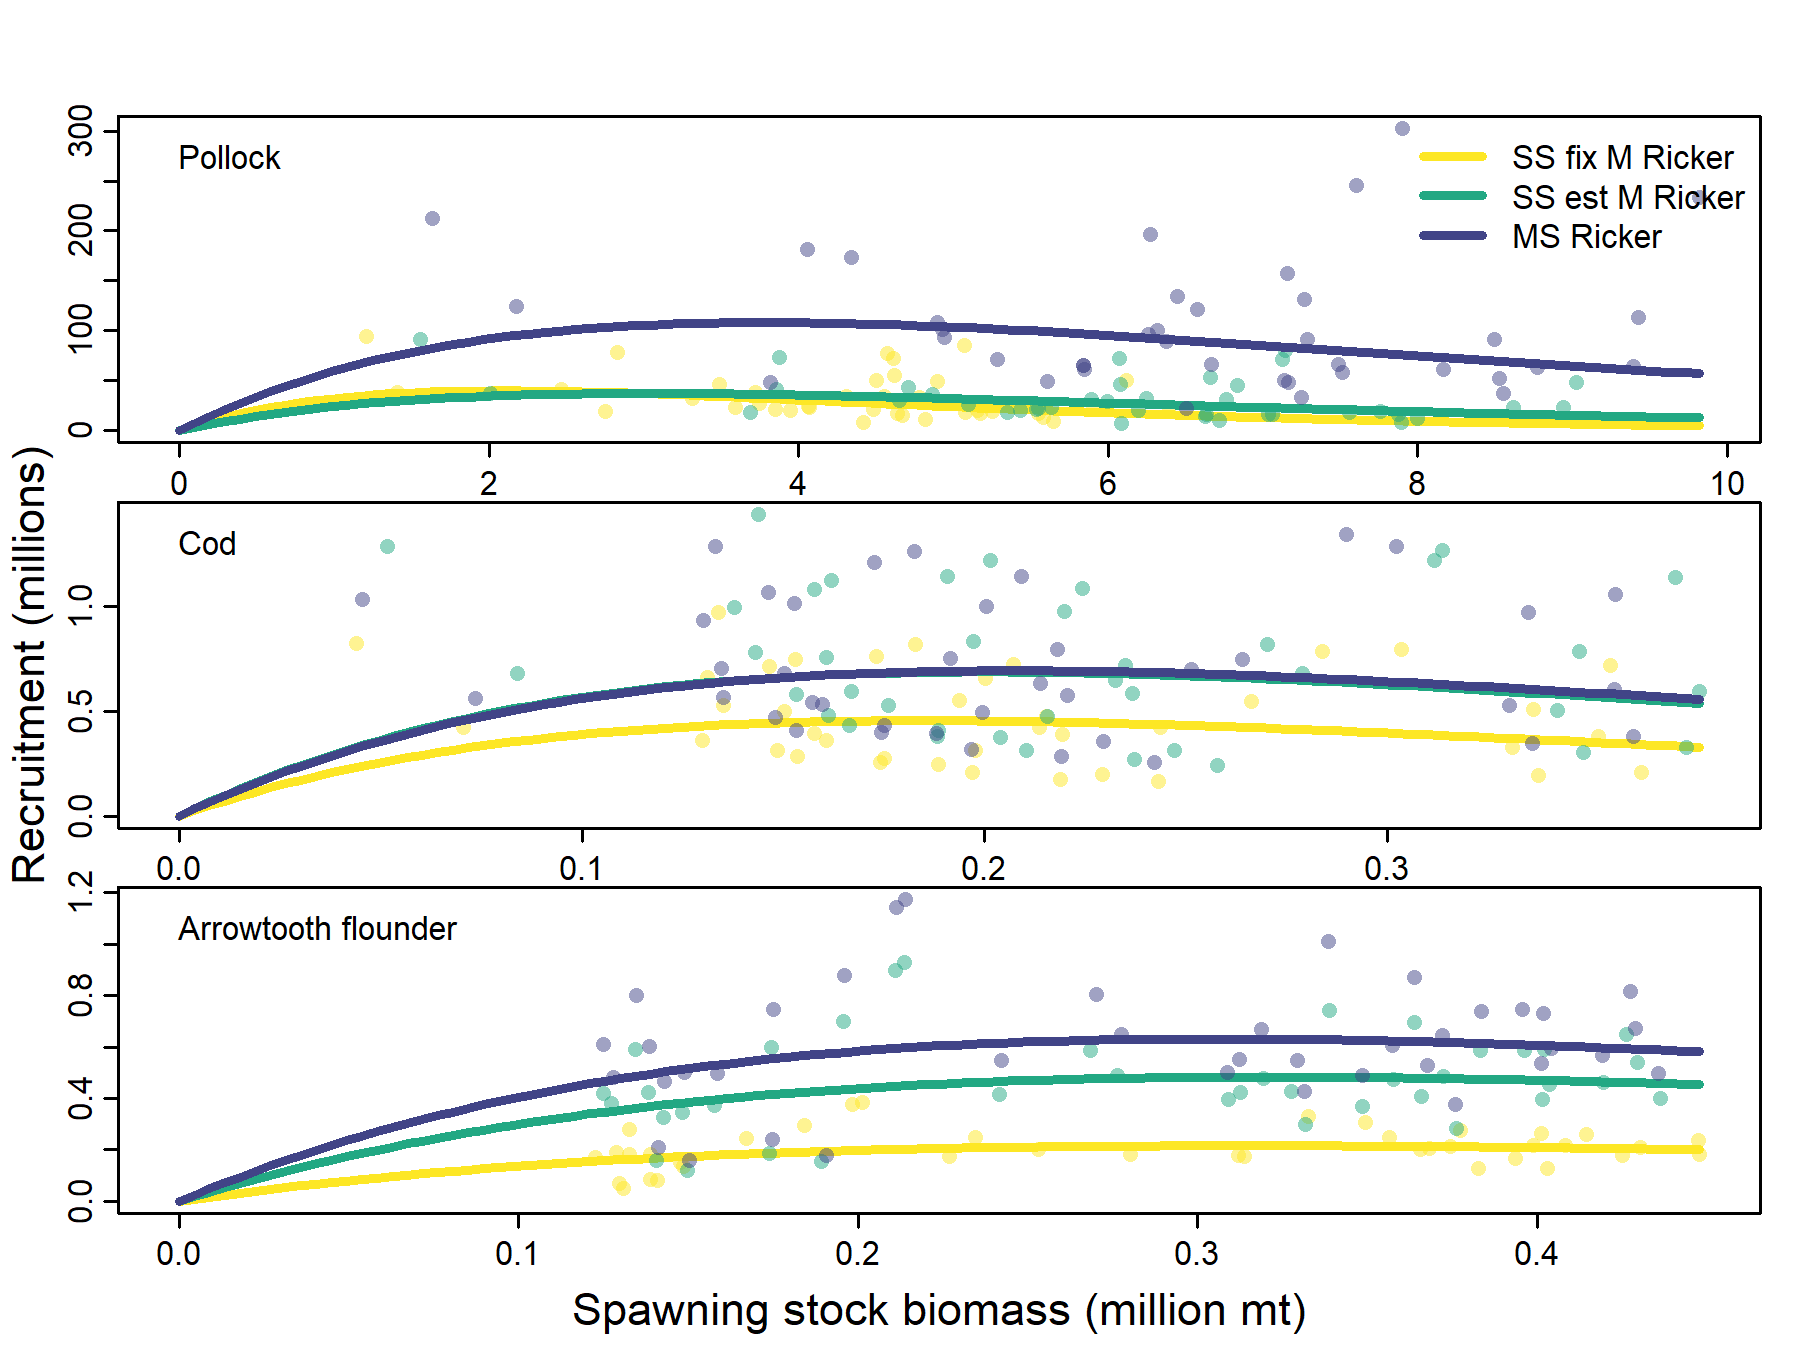 Pollock
SS fix M Ricker
SS est M Ricker
MS Ricker
300
200
100
0
0 2 4 6 8 10
Cod
1.0
0.5
0.0
0.0 0.1 0.2 0.3
Arrowtooth flounder
1.2
0.8
0.4
0.0
0.0 0.1 0.2 0.3 0.4
Recruitment (millions)
Spawning stock biomass (million mt)